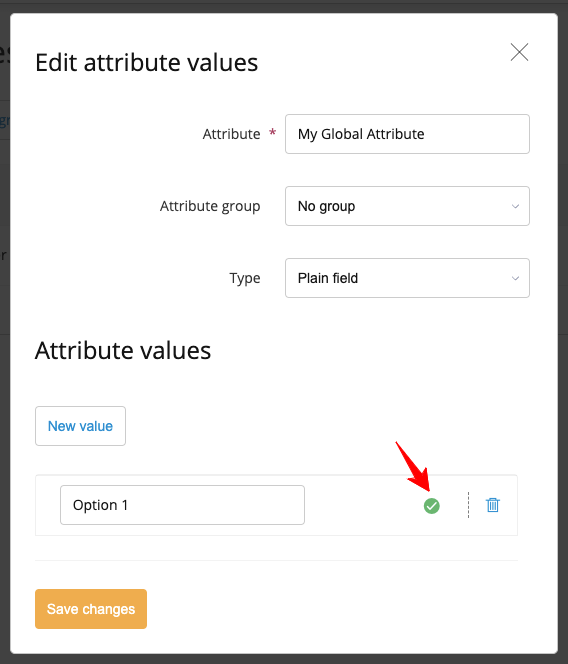 Edit attribute values
Attribute * My Global Attribute
Attribute group No group
Type Plain field
Attribute values
New value
Option 1
Save changes